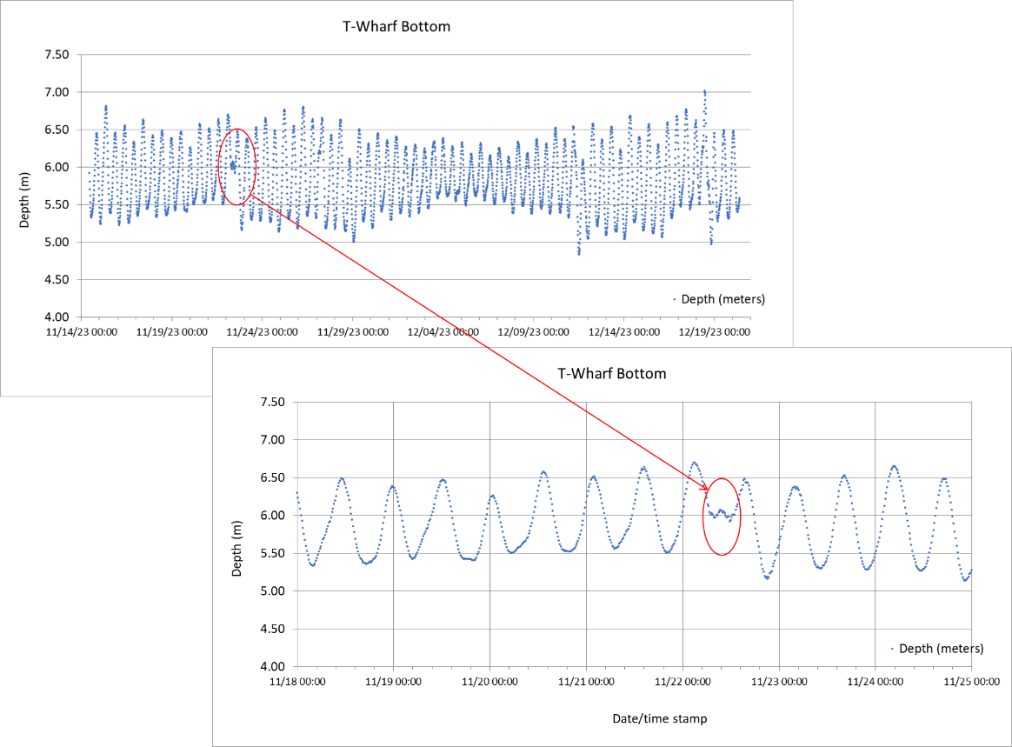 T-Wharf Bottom
7.50
7.00
6.50
6.00
5.50
5.00
4.50
4.00
Depth (m)
Depth (meters)
11/14/23 00:00 11/19/23 00:00 11/24/23 00:00 11/29/23 00:00 12/04/23 00:00 12/09/23 00:00 12/14/23 00:00 12/19/23 00:00
T-Wharf Bottom
7.50
7.00
6.50
6.00
5.50
5.00
4.50
4.00
Depth (m)
Depth (meters)
11/18 00:00 11/19 00:00 11/20 00:00 11/21 00:00 11/22 00:00 11/23 00:00 11/24 00:00 11/25 00:00
Date/time stamp